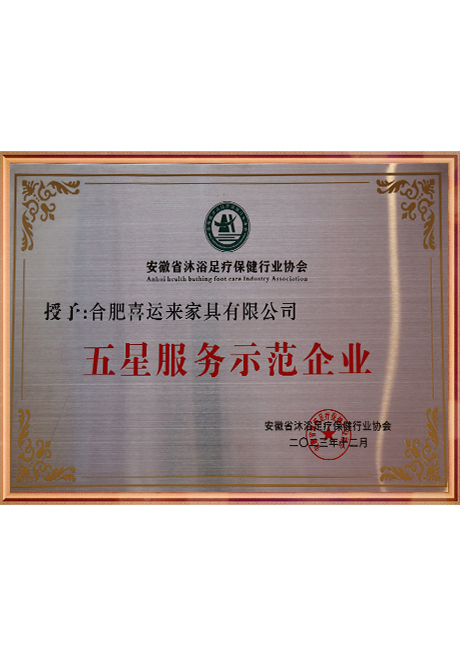 安徽省沐浴足疗保健行业协会
Anhui health bathing foot care Industry Association
授予:合肥喜运来家具有限公司
五星服务示范企业
安徽省沐浴足疗保健行业协会
二〇二三年十二月